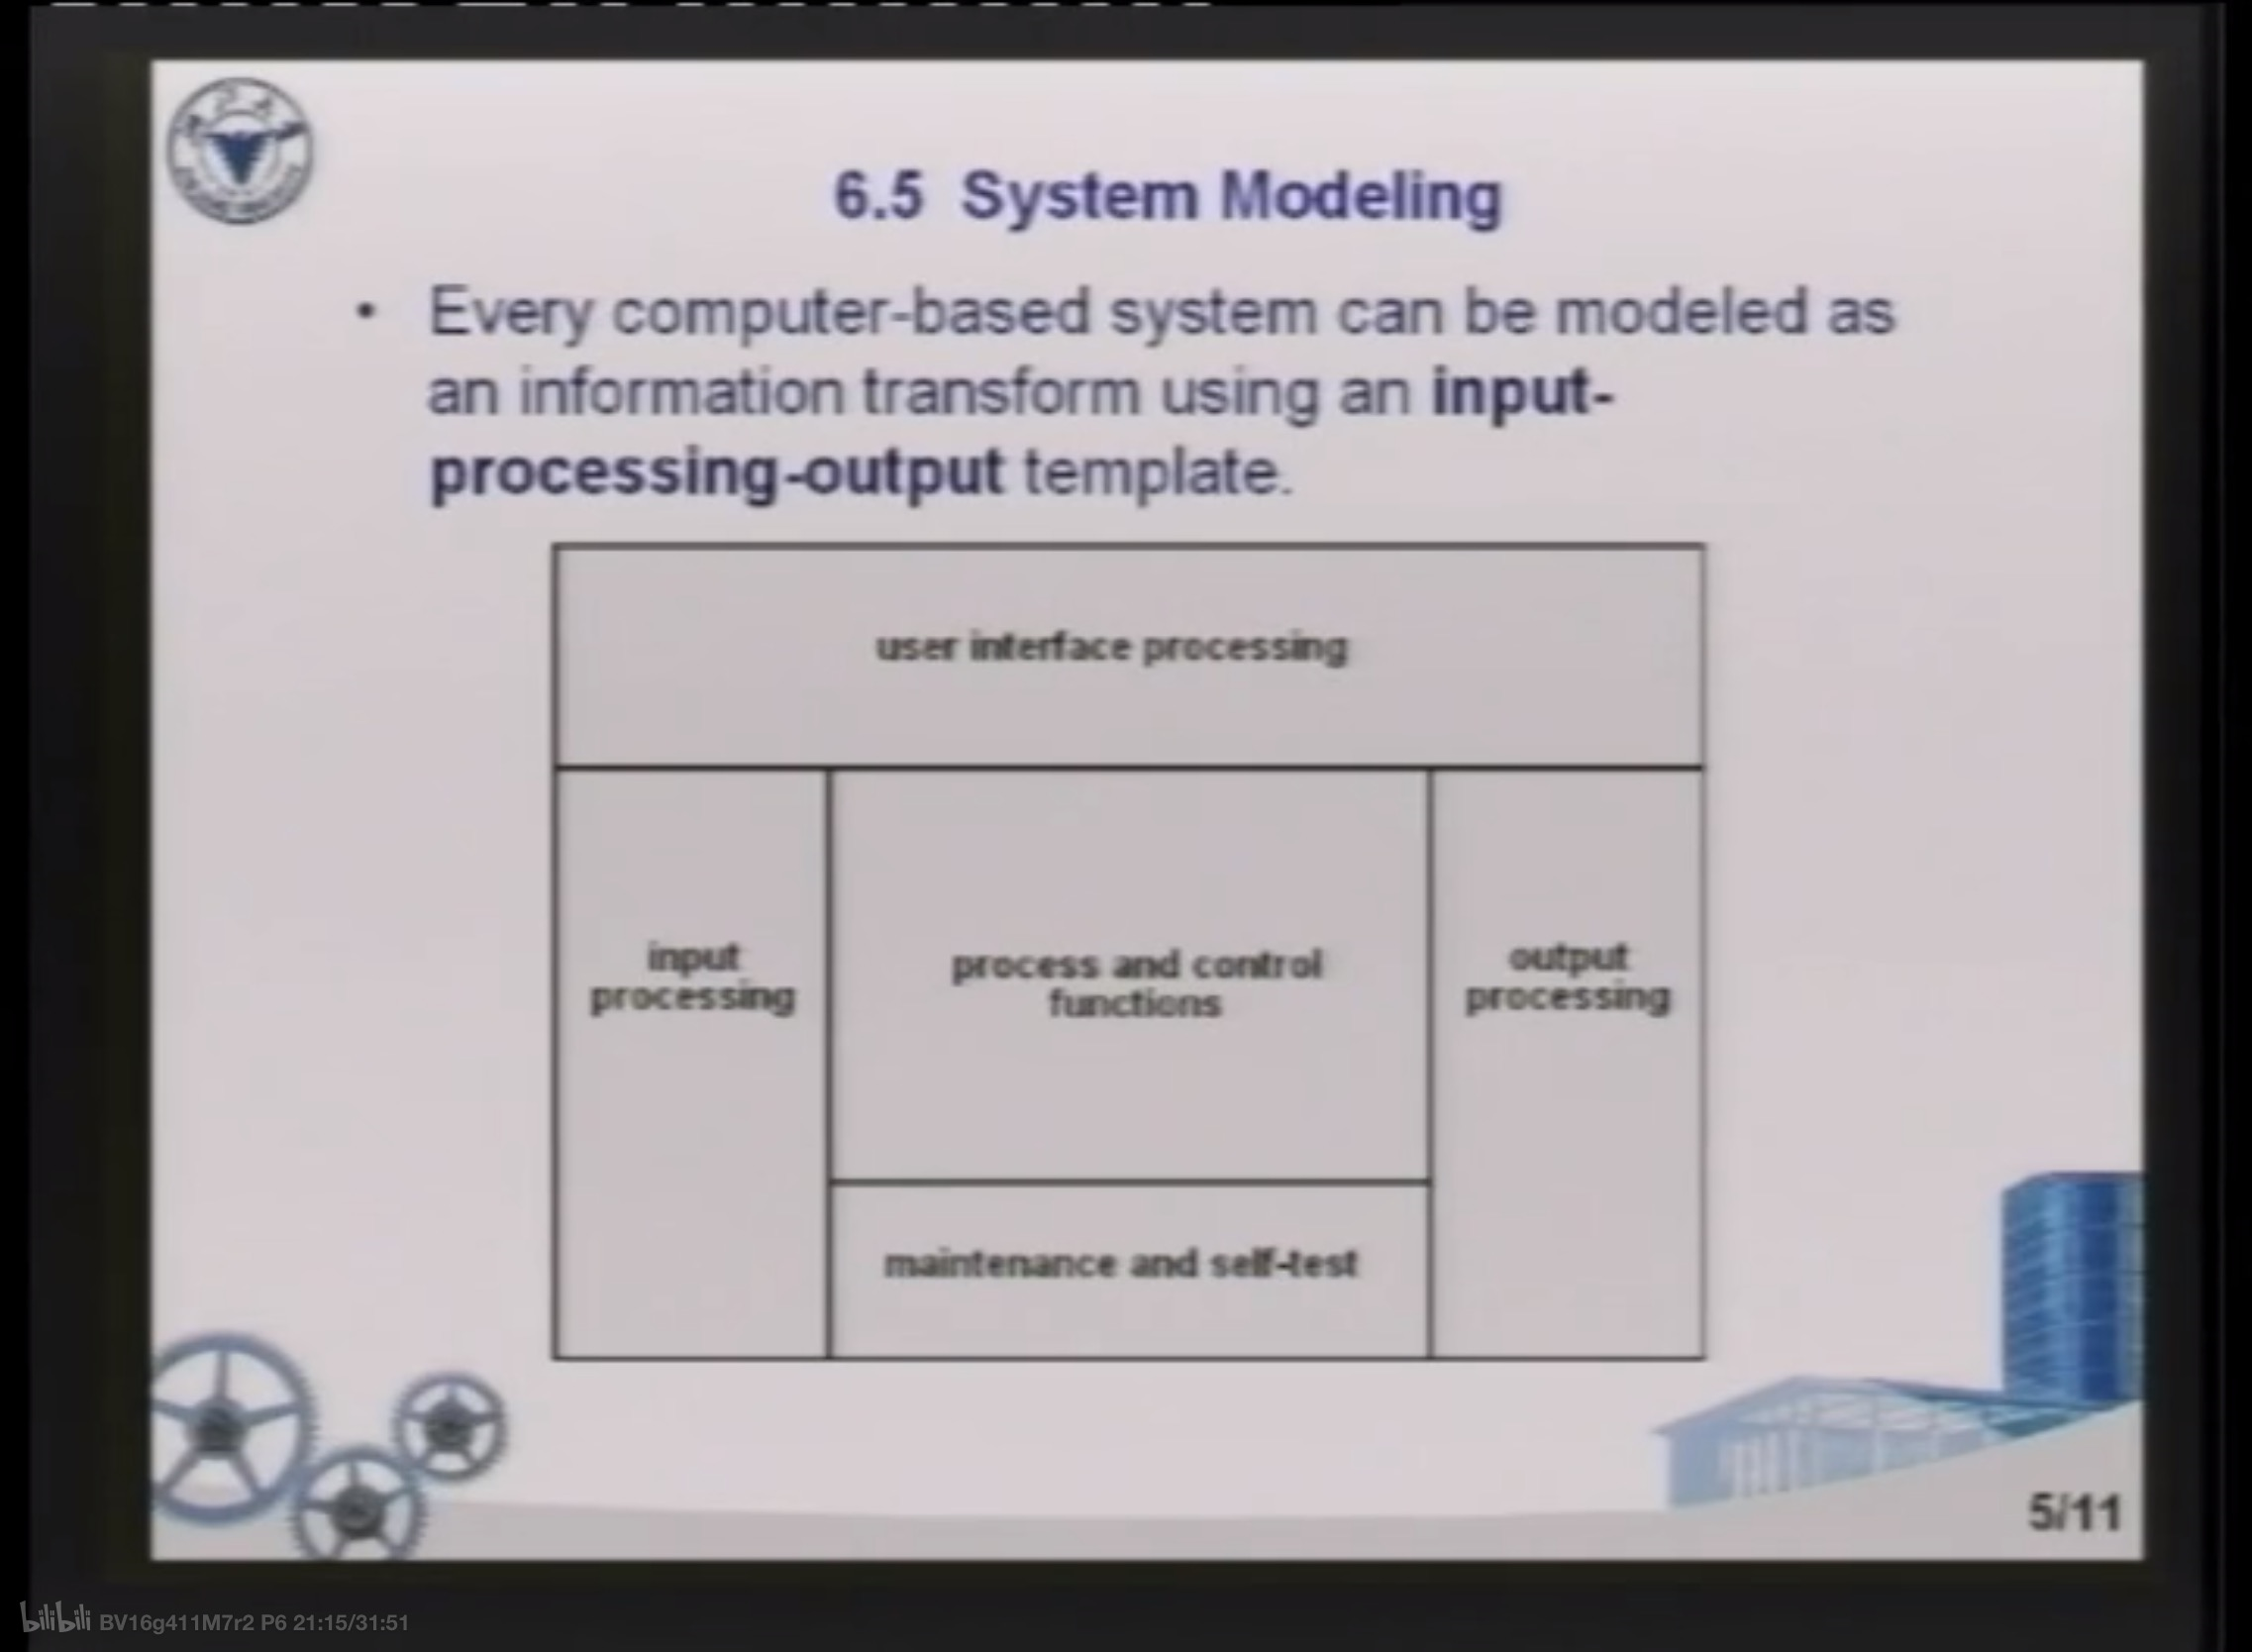 6.5 System Modeling
• Every computer-based system can be modeled as
an information transform using an input-
processing-output template.
user interface processing
input
processing
process and control
functions
output
processing
maintenance and self-test
5/11
bilibili BV16g411M7r2 P6 21:15/31:51